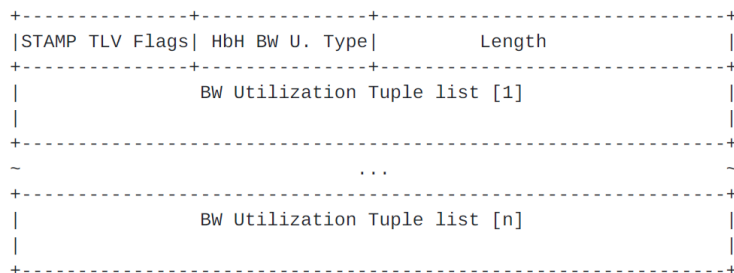 +---------------+---------------+-------------------------------+
|STAMP TLV Flags| HbH BW U. Type|         Length                |
+---------------+---------------+-------------------------------+
|                BW Utilization Tuple list [1]                  |
|                                                               |
+---------------------------------------------------------------+
~                              ...                              ~
+---------------------------------------------------------------+
|                BW Utilization Tuple list [n]                  |
|                                                               |
+---------------------------------------------------------------+